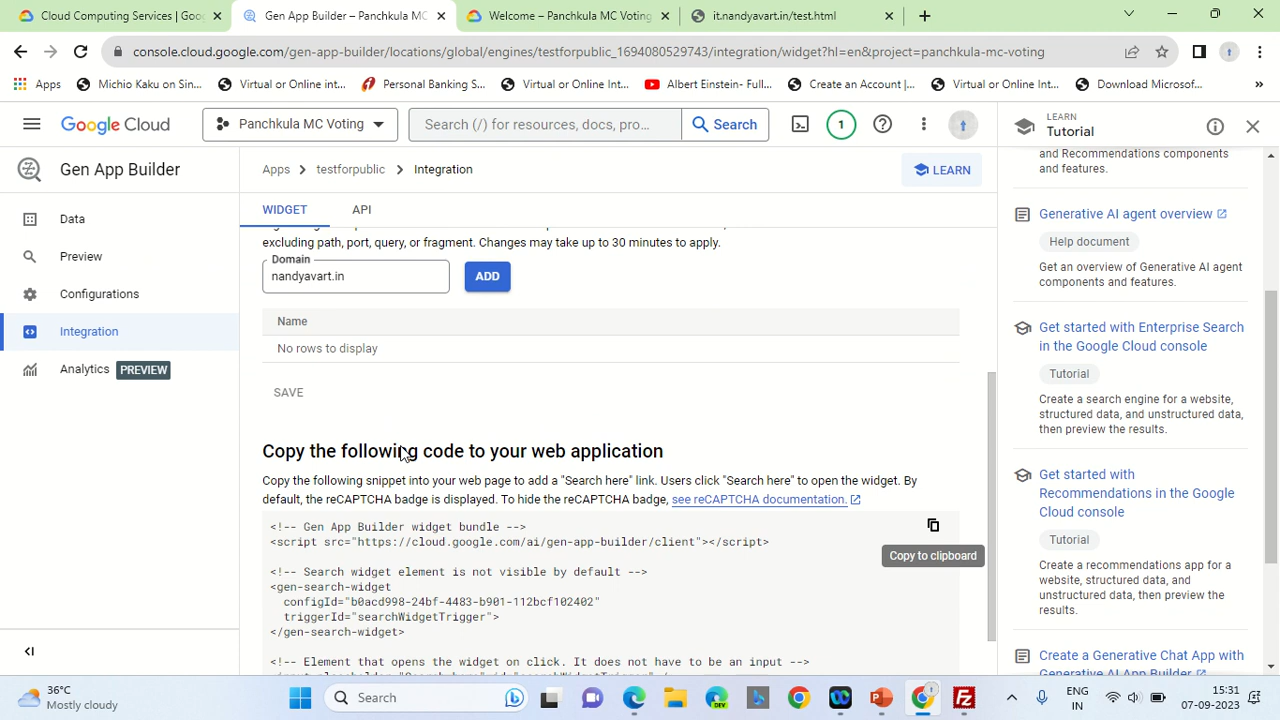 Cloud Computing Services | Goog
Gen App Builder – Panchkula MC
Welcome – Panchkula MC Voting
it.nandyavart.in/test.html
console.cloud.google.com/gen-app-builder/locations/global/engines/testforpublic_1694080529743/integration/widget?hl=en&project=panchkula-mc-voting
Apps
Michio Kaku on Sim...
Virtual or Online int...
Personal Banking S...
Virtual or Online Int...
Albert Einstein- Full...
Create an Account |...
Virtual or Online Int...
Download Microsof...
»
Google Cloud
Panchkula MC Voting
Search (/) for resources, docs, pro...
Search
1
LEARN
Tutorial
Gen App Builder
Apps
testforpublic
Integration
LEARN
Data
Preview
Configurations
Integration
Analytics PREVIEW
WIDGET API
excluding path, port, query, or fragment. Changes may take up to 30 minutes to apply.
Domain
nandyavart.in
ADD
Name
No rows to display
SAVE
Copy the following code to your web application
Copy the following snippet into your web page to add a "Search here" link. Users click "Search here" to open the widget. By
default, the reCAPTCHA badge is displayed. To hide the reCAPTCHA badge, see reCAPTCHA documentation.
<!-- Gen App Builder widget bundle -->
<script src="https://cloud.google.com/ai/gen-app-builder/client"></script>
Copy to clipboard
<!-- Search widget element is not visible by default -->
<gen-search-widget
configId="b0acd998-24bf-4483-b901-112bcf102402"
triggerId="searchWidgetTrigger">
</gen-search-widget>
<!-- Element that opens the widget on click. It does not have to be an input -->
and Recommendations components
and features.
Generative AI agent overview
Help document
Get an overview of Generative AI agent
components and features.
Get started with Enterprise Search
in the Google Cloud console
Tutorial
Create a search engine for a website,
structured data, and unstructured data,
then preview the results.
Get started with
Recommendations in the Google
Cloud console
Tutorial
Create a recommendations app for a
website, structured data, and
unstructured data, then preview the
results.
Create a Generative Chat App with
Generative AI App Builder
36°C
Mostly cloudy
Search
DEV
ENG
IN
15:31
07-09-2023